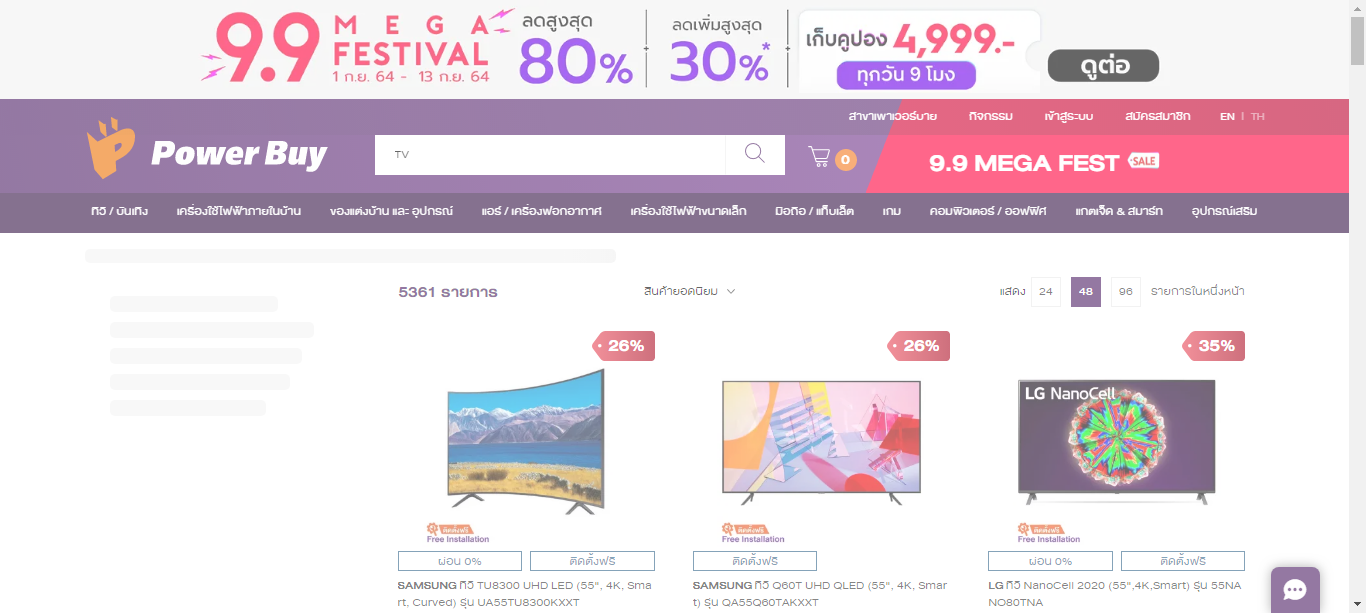 9.9 MEGA FESTIVAL
1 ก.ย. 64 - 13 ก.ย. 64
ลดสูงสุด
80%
ลดเพิ่มสูงสุด
30%*
เก็บคูปอง 4,999.-
ทุกวัน 9 โมง
ดูต่อ
สาขาเพาเวอร์บาย กิจกรรม เข้าสู่ระบบ สมัครสมาชิก EN | TH
Power Buy
TV
0
9.9 MEGA FEST SALE
ทีวี / บันเทิง เครื่องใช้ไฟฟ้าภายในบ้าน ของแต่งบ้าน และ อุปกรณ์ แอร์ / เครื่องฟอกอากาศ เครื่องใช้ไฟฟ้าขนาดเล็ก มือถือ / แท็บเล็ต เกม คอมพิวเตอร์ / ออฟฟิศ แกตเจ็ด & สมาร์ท อุปกรณ์เสริม
5361 รายการ สินค้ายอดนิยม แสดง 24 48 96 รายการในหนึ่งหน้า
26% 26% 35%
LG NanoCell
ติดตั้งฟรี ติดตั้งฟรี ติดตั้งฟรี
Free Installation Free Installation Free Installation
ผ่อน 0% ติดตั้งฟรี ติดตั้งฟรี ผ่อน 0% ติดตั้งฟรี
SAMSUNG ทีวี TU8300 UHD LED (55", 4K, Sma
rt, Curved) รุ่น UA55TU8300KXXT
SAMSUNG ทีวี Q60T UHD QLED (55", 4K, Smar
t) รุ่น QA55Q60TAKXXT
LG ทีวี NanoCell 2020 (55",4K,Smart) รุ่น 55NA
NO80TNA